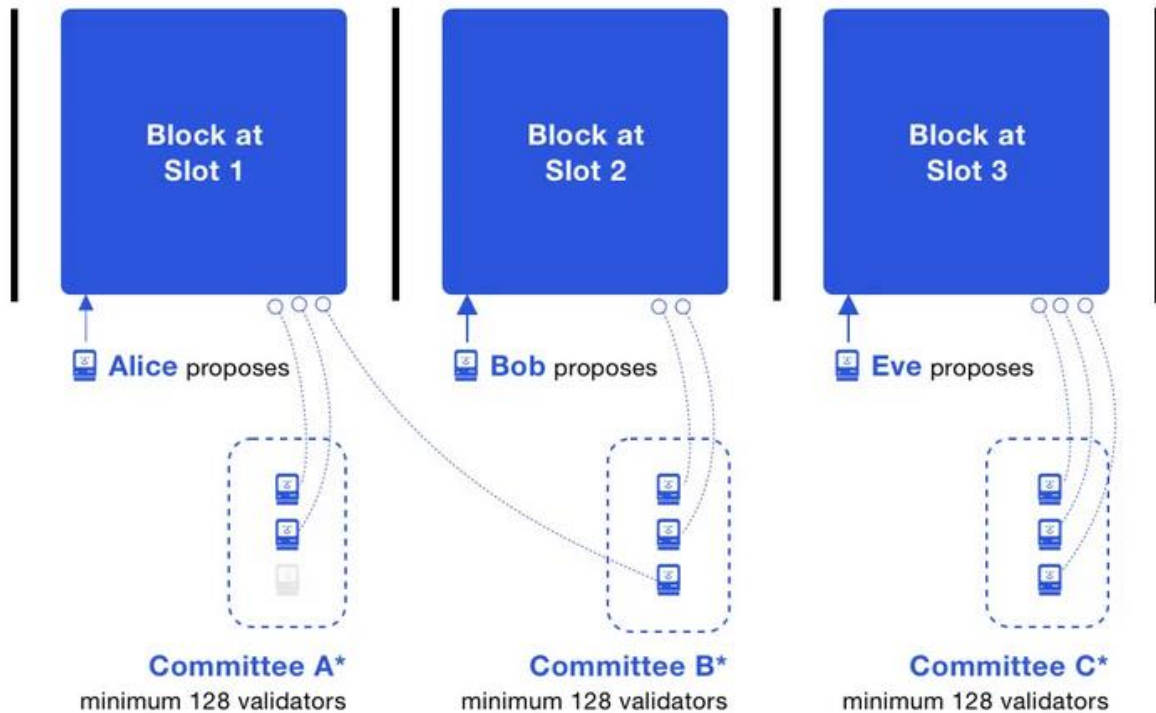 Block at
Slot 1
Block at
Slot 2
Block at
Slot 3
Alice proposes
Bob proposes
Eve proposes
Committee A*
minimum 128 validators
Committee B*
minimum 128 validators
Committee C*
minimum 128 validators